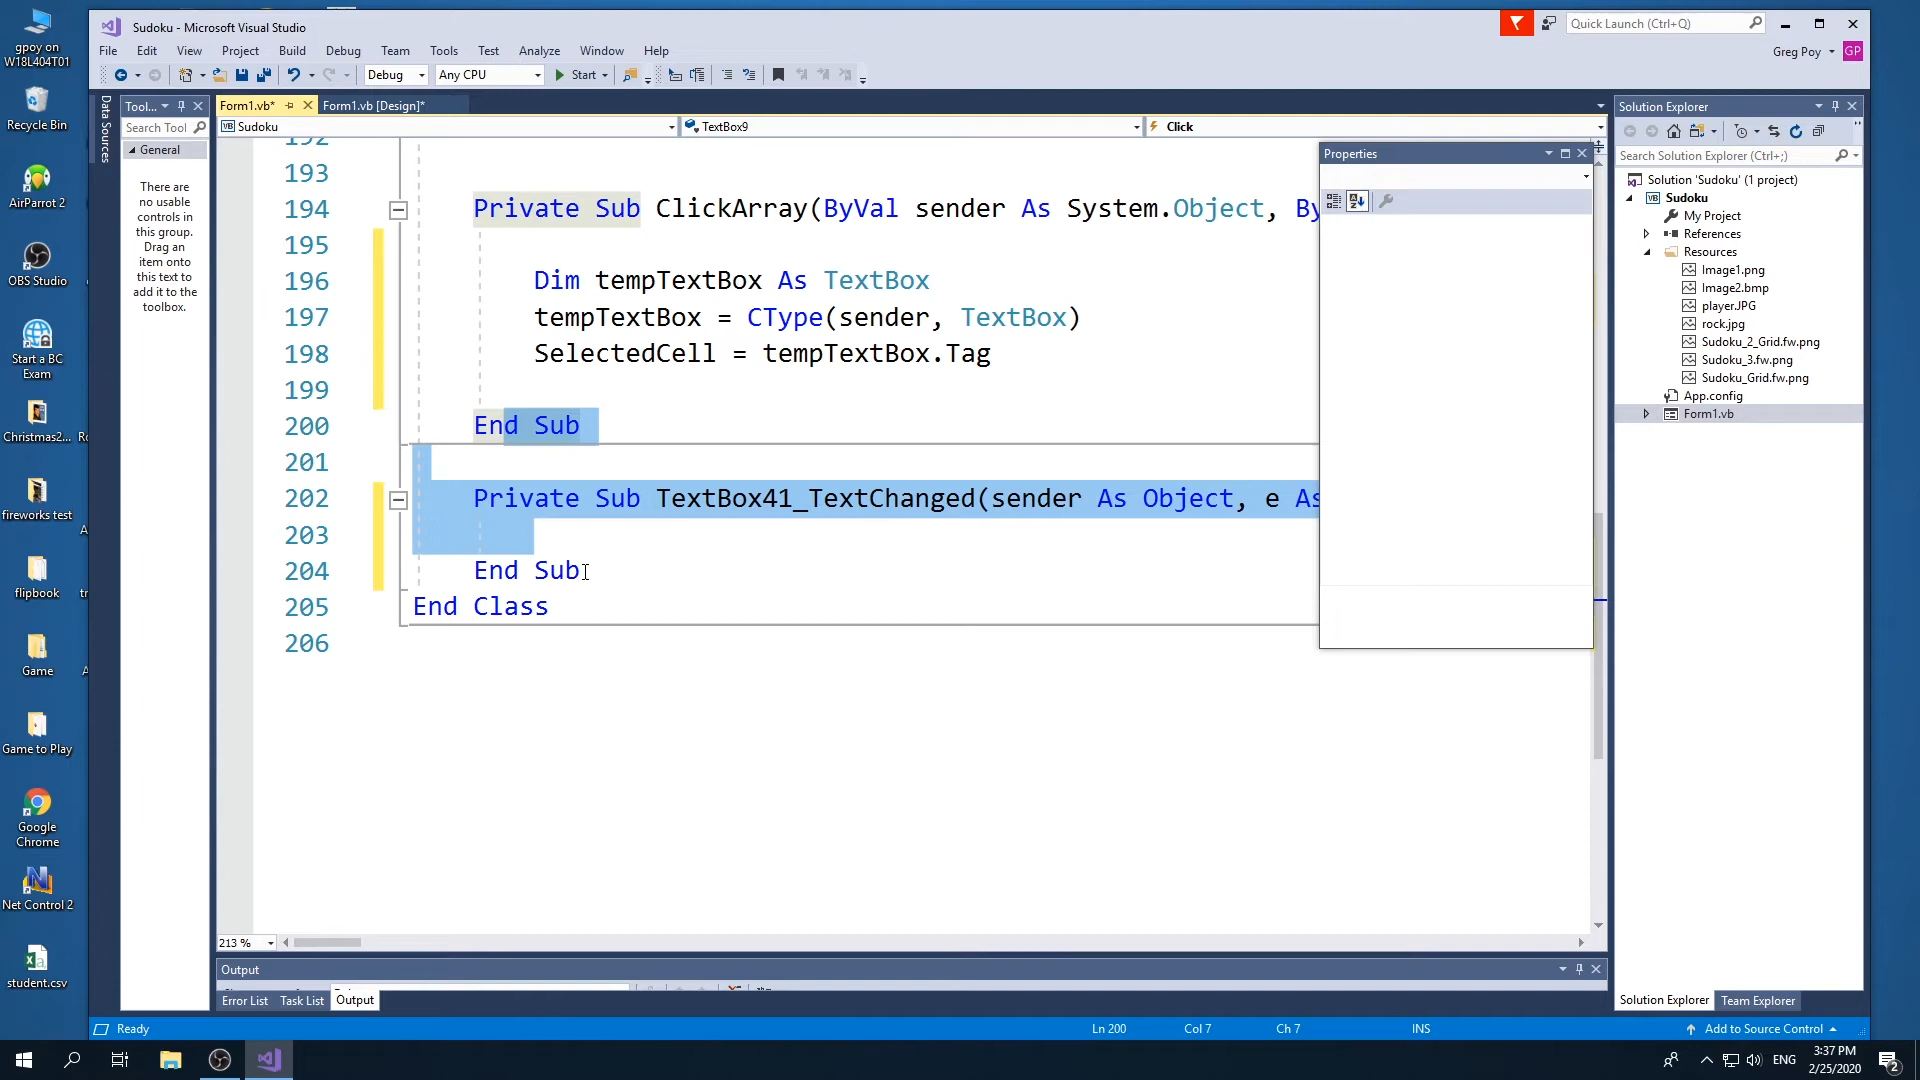 gpoy on
W18L404T01
Recycle Bin
AirParrot 2
OBS Studio
Start a BC
Exam
Christmas2...
fireworks test
flipbook
Game
Game to Play
Google
Chrome
Net Control 2
student.csv
Sudoku - Microsoft Visual Studio
Quick Launch (Ctrl+Q)
File Edit View Project Build Debug Team Tools Test Analyze Window Help
Greg Poy GP
Debug Any CPU Start
Data Sources
Tool...
Search Tool
General
There are
no usable
controls in
this group.
Drag an
item onto
this text to
add it to the
toolbox.
Form1.vb* Form1.vb [Design]*
VB Sudoku TextBox9 Click
192
193
194 Private Sub ClickArray(ByVal sender As System.Object, By
195
196 Dim tempTextBox As TextBox
197 tempTextBox = CType(sender, TextBox)
198 SelectedCell = tempTextBox.Tag
199
200 End Sub
201
202 Private Sub TextBox41_TextChanged(sender As Object, e As
203
204 End Sub
205 End Class
206
213 %
Properties
Solution Explorer
Search Solution Explorer (Ctrl+;)
Solution 'Sudoku' (1 project)
VB Sudoku
My Project
References
Resources
Image1.png
Image2.bmp
player.JPG
rock.jpg
Sudoku_2_Grid.fw.png
Sudoku_3.fw.png
Sudoku_Grid.fw.png
App.config
Form1.vb
Output
Error List Task List Output
Solution Explorer Team Explorer
Ready Ln 200 Col 7 Ch 7 INS Add to Source Control
ENG
3:37 PM
2/25/2020
2